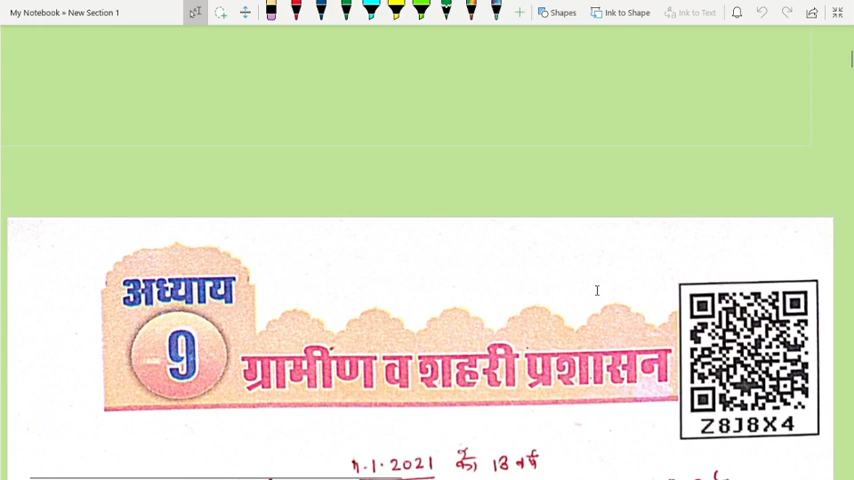 My Notebook » New Section 1
Shapes
Ink to Shape
Ink to Text
अध्याय
9
ग्रामीण व शहरी प्रशासन
Z8J8X4
1.1.2021 को 13 वर्ष